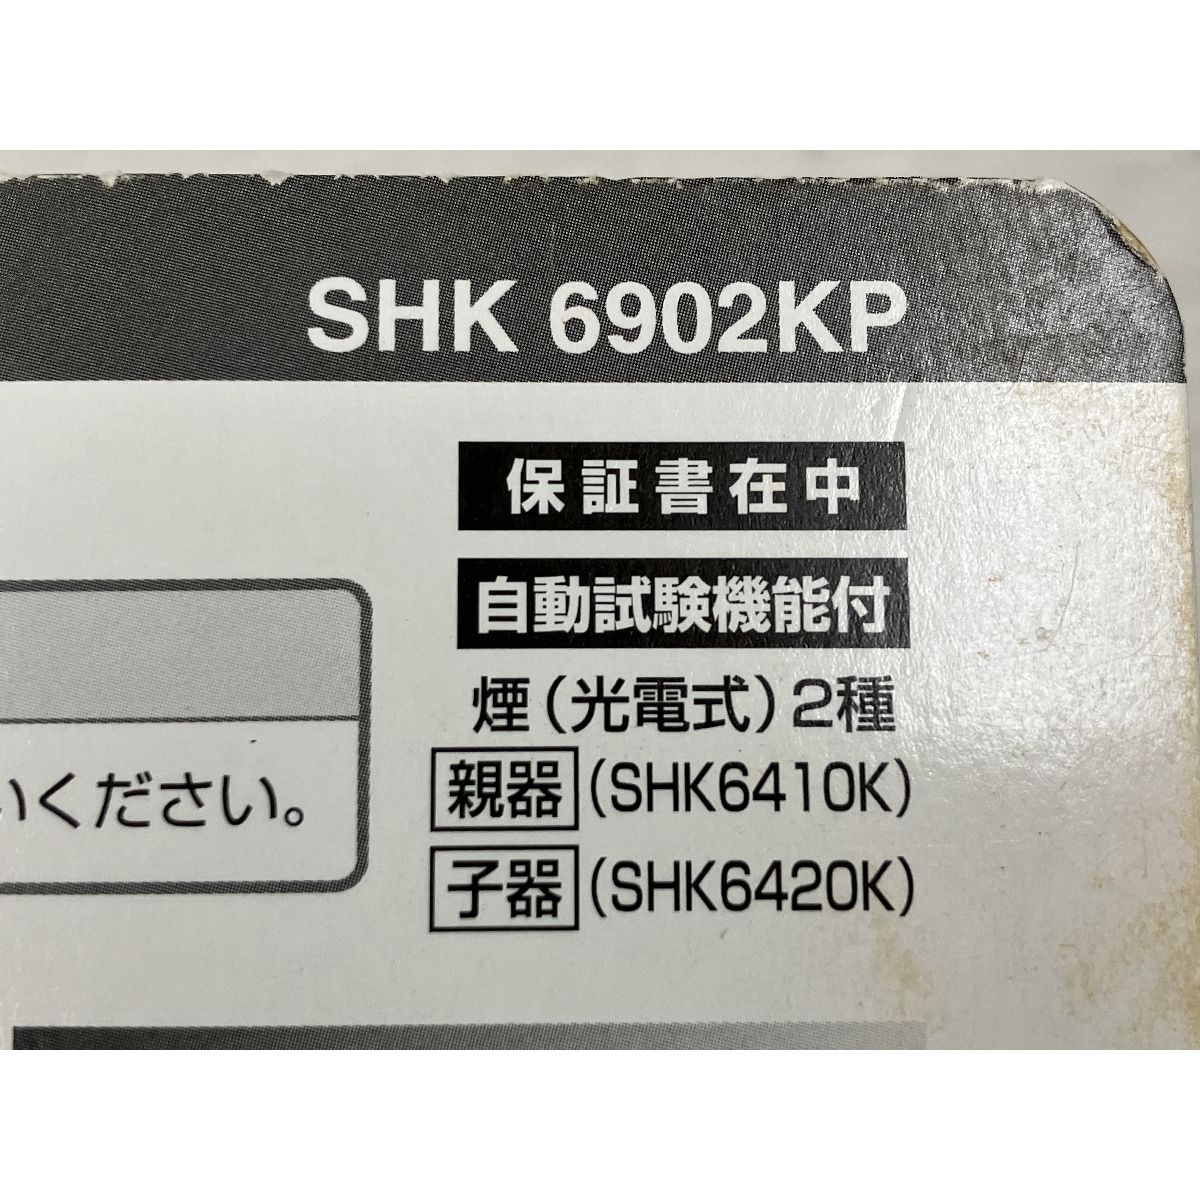 SHK 6902KP
保証書在中
自動試験機能付
煙(光電式)2種
親器(SHK6410K)
子器(SHK6420K)
いください。